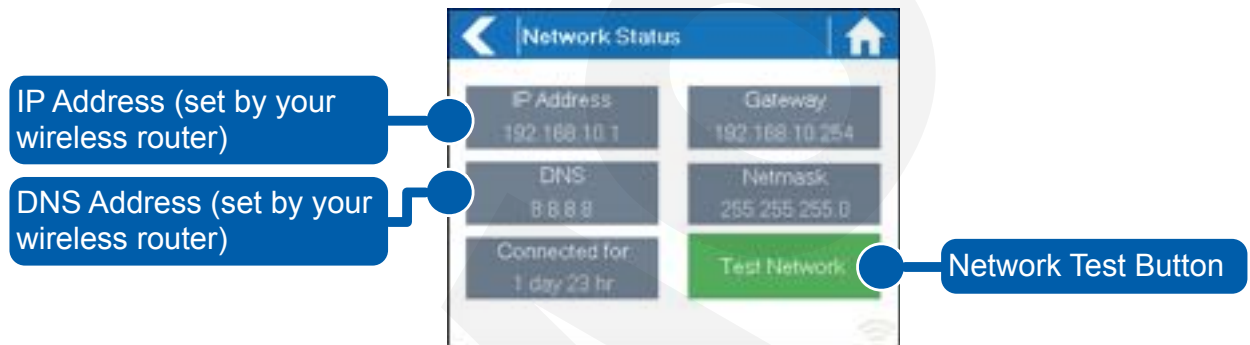 Network Status
IP Address (set by your
wireless router)
IP Address
192.168.10.1
Gateway
192.168.10.254
DNS Address (set by your
wireless router)
DNS
8.8.8.8
Netmask
255.255.255.0
Connected for
1 day 23 hr
Test Network
Network Test Button